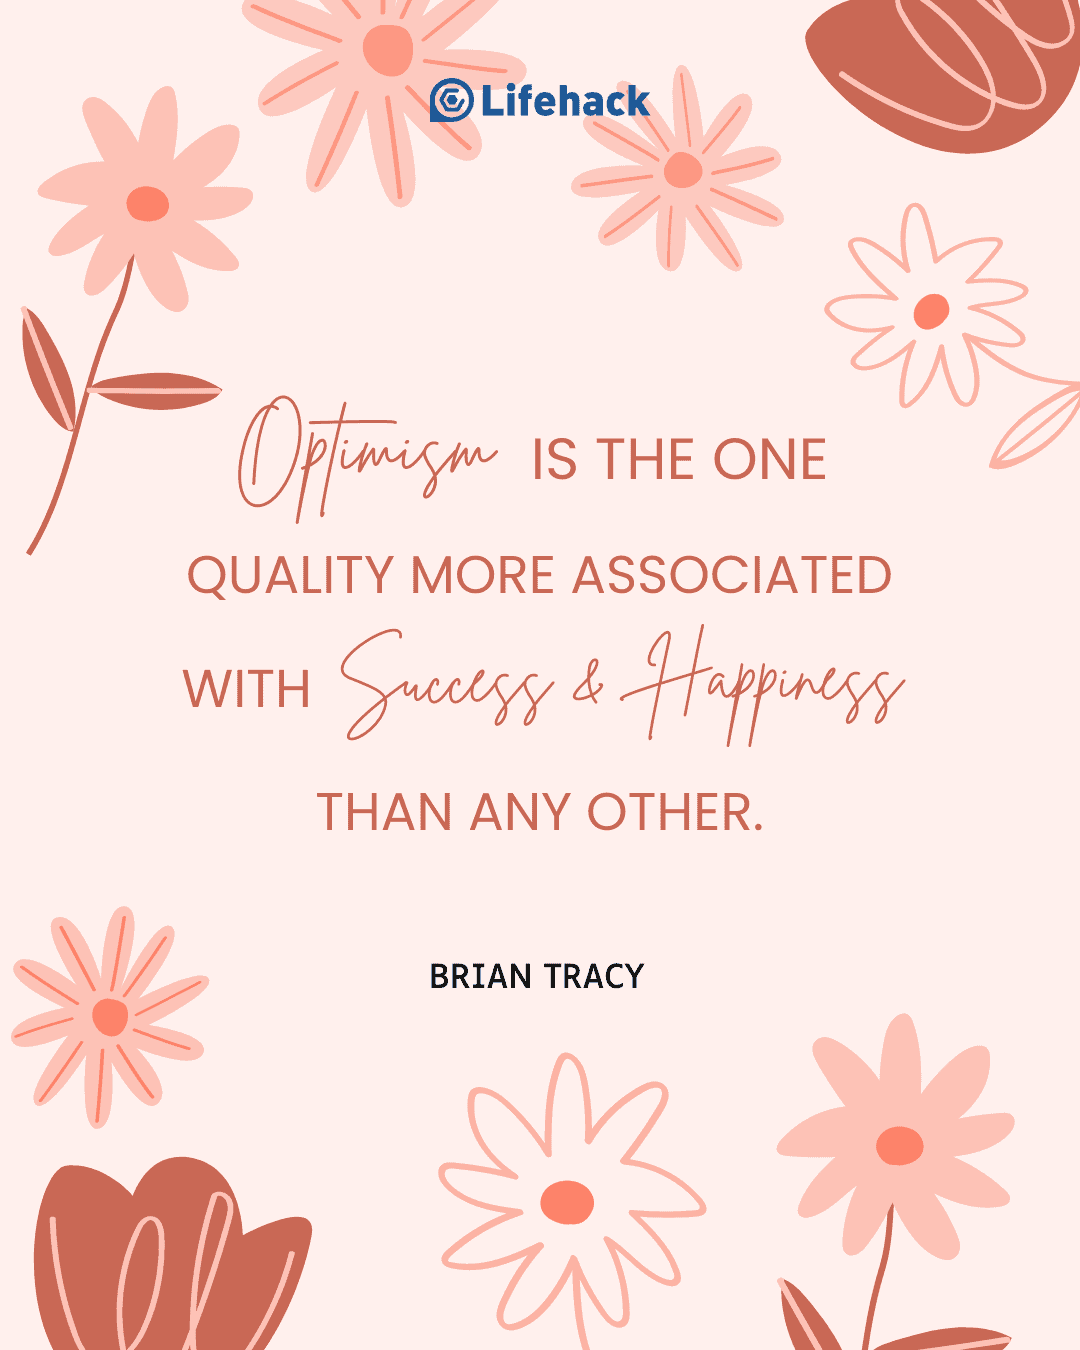 Lifehack
Optimism IS THE ONE
QUALITY MORE ASSOCIATED
WITH Success & Happiness
THAN ANY OTHER.
BRIAN TRACY